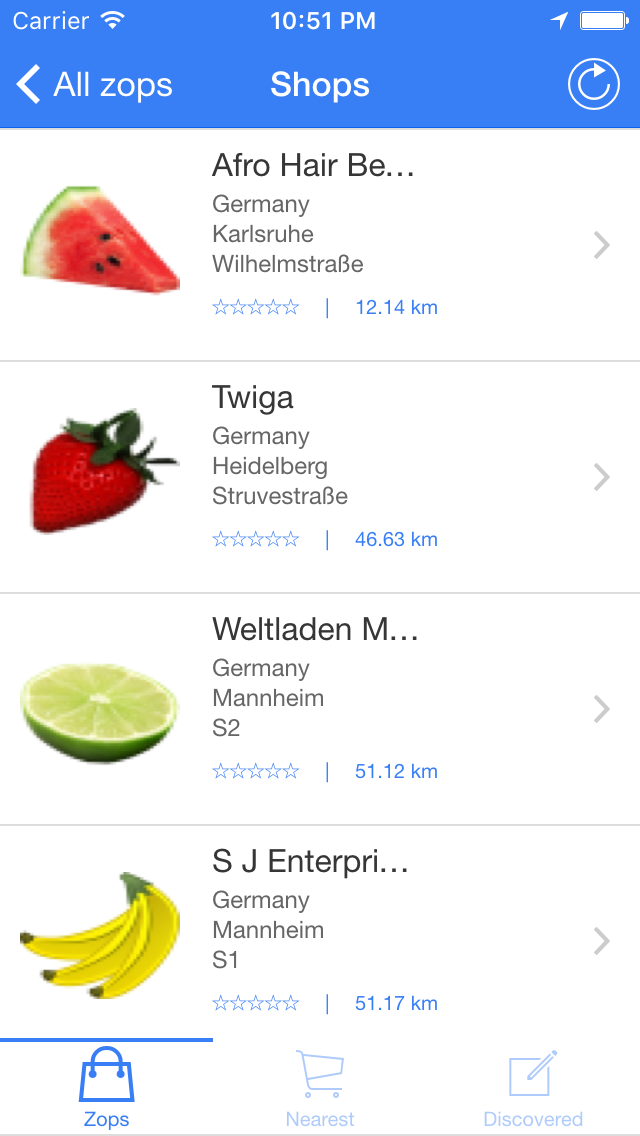 Carrier 10:51 PM
All zops Shops
Afro Hair Be...
Germany
Karlsruhe
Wilhelmstraße
☆☆☆☆☆ | 12.14 km
Twiga
Germany
Heidelberg
Struvestraße
☆☆☆☆☆ | 46.63 km
Weltladen M...
Germany
Mannheim
S2
☆☆☆☆☆ | 51.12 km
S J Enterpri...
Germany
Mannheim
S1
☆☆☆☆☆ | 51.17 km
Zops Nearest Discovered